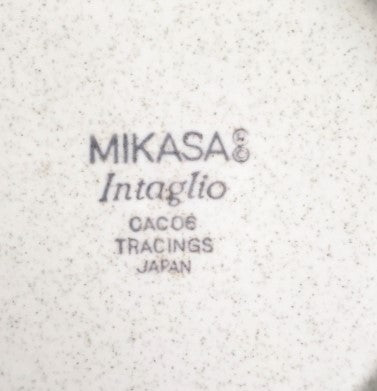 MIKASA
Intaglio
CAC06
TRACINGS
JAPAN